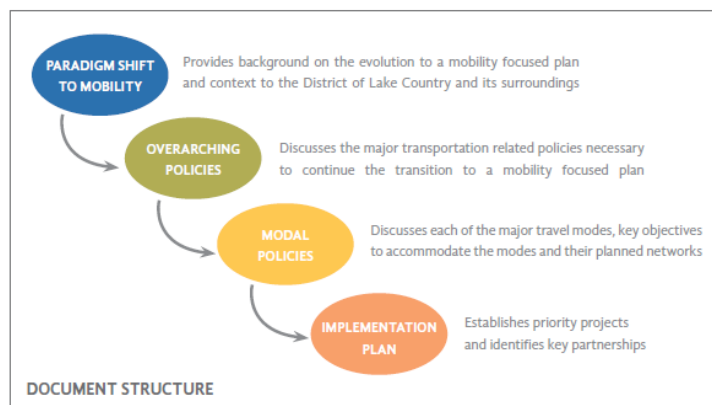 PARADIGM SHIFT
TO MOBILITY
Provides background on the evolution to a mobility focused plan
and context to the District of Lake Country and its surroundings
OVERARCHING
POLICIES
Discusses the major transportation related policies necessary
to continue the transition to a mobility focused plan
MODAL
POLICIES
Discusses each of the major travel modes, key objectives
to accommodate the modes and their planned networks
IMPLEMENTATION
PLAN
Establishes priority projects
and identifies key partnerships
DOCUMENT STRUCTURE